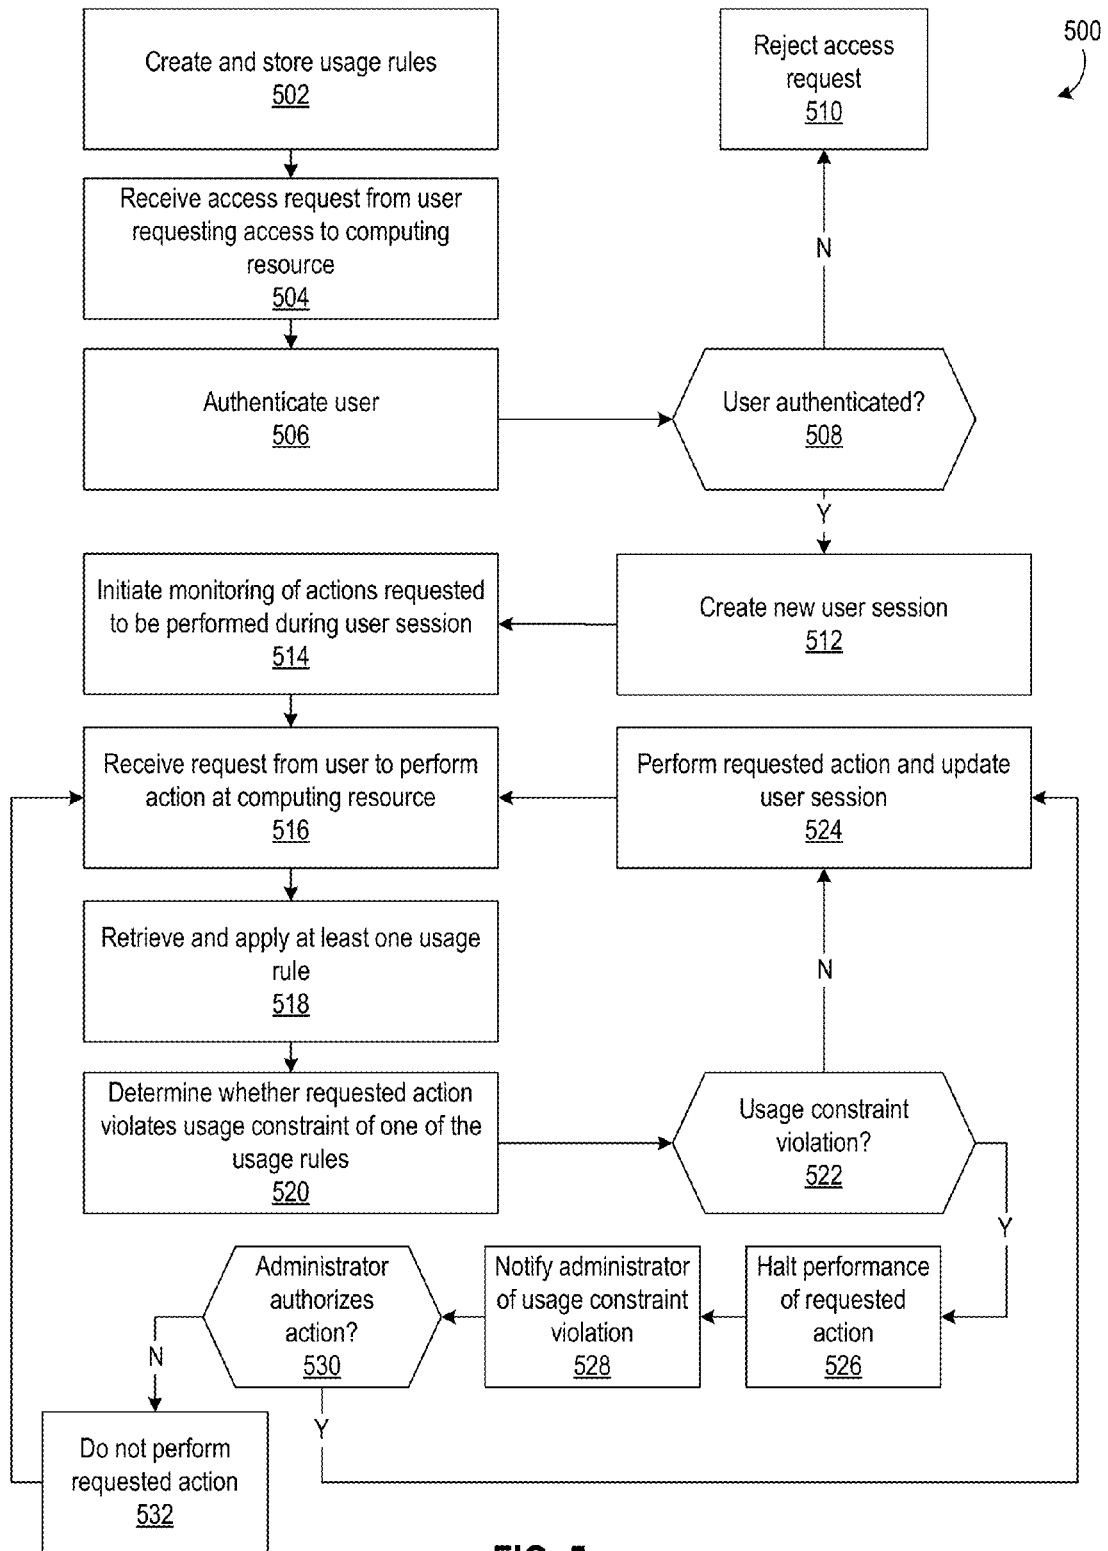 500
Create and store usage rules
502
Reject access
request
510
Receive access request from user
requesting access to computing
resource
504
N
Authenticate user
506
User authenticated?
508
Y
Initiate monitoring of actions requested
to be performed during user session
514
Create new user session
512
Receive request from user to perform
action at computing resource
516
Perform requested action and update
user session
524
Retrieve and apply at least one usage
rule
518
N
Determine whether requested action
violates usage constraint of one of the
usage rules
520
Usage constraint
violation?
522
Y
Administrator
authorizes
action?
530
Notify administrator
of usage constraint
violation
528
Halt performance
of requested
action
526
N
Y
Do not perform
requested action
532